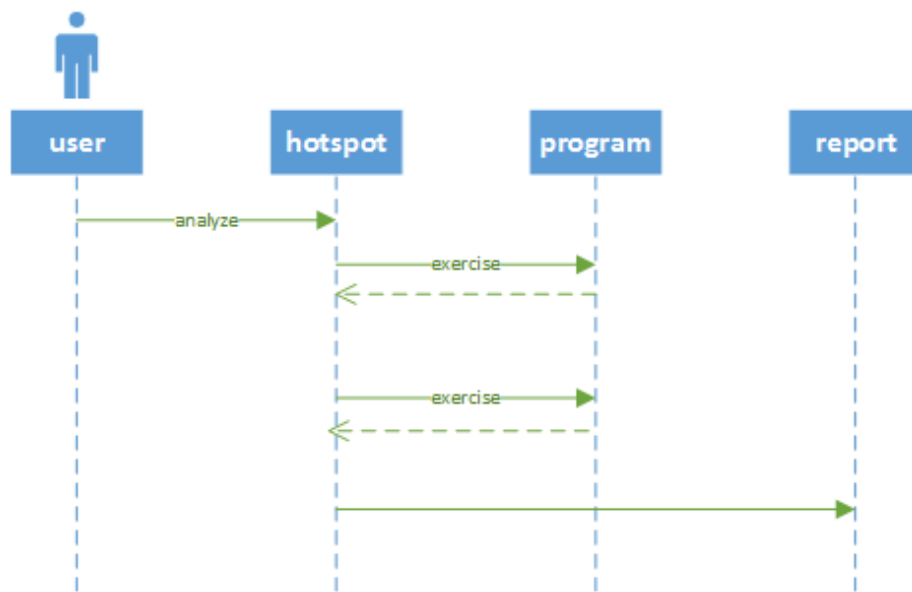 user
hotspot
program
report
analyze
exercise
exercise